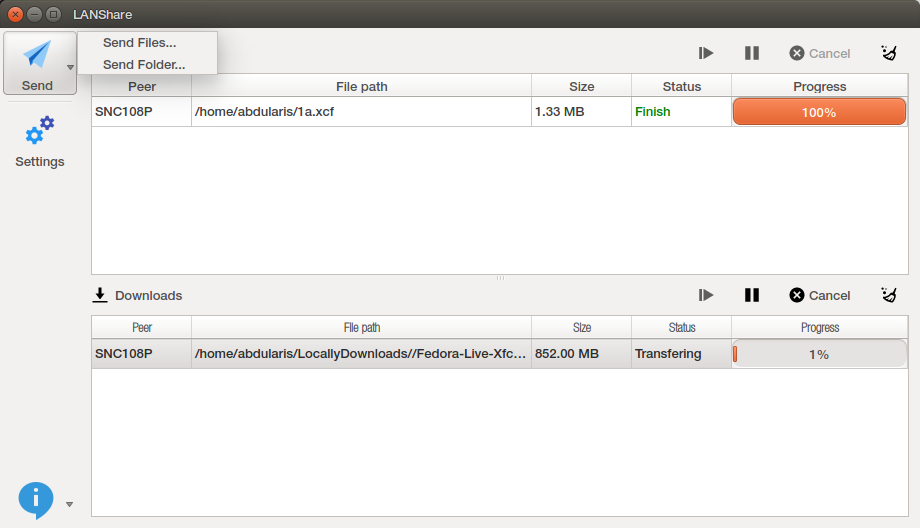 LANShare
Send Files...
Send Folder...
Cancel
Send
Settings
Peer File path Size Status Progress
SNC108P /home/abdularis/1a.xcf 1.33 MB Finish 100%
Downloads Cancel
Peer File path Size Status Progress
SNC108P /home/abdularis/LocallyDownloads//Fedora-Live-Xfc... 852.00 MB Transfering 1%